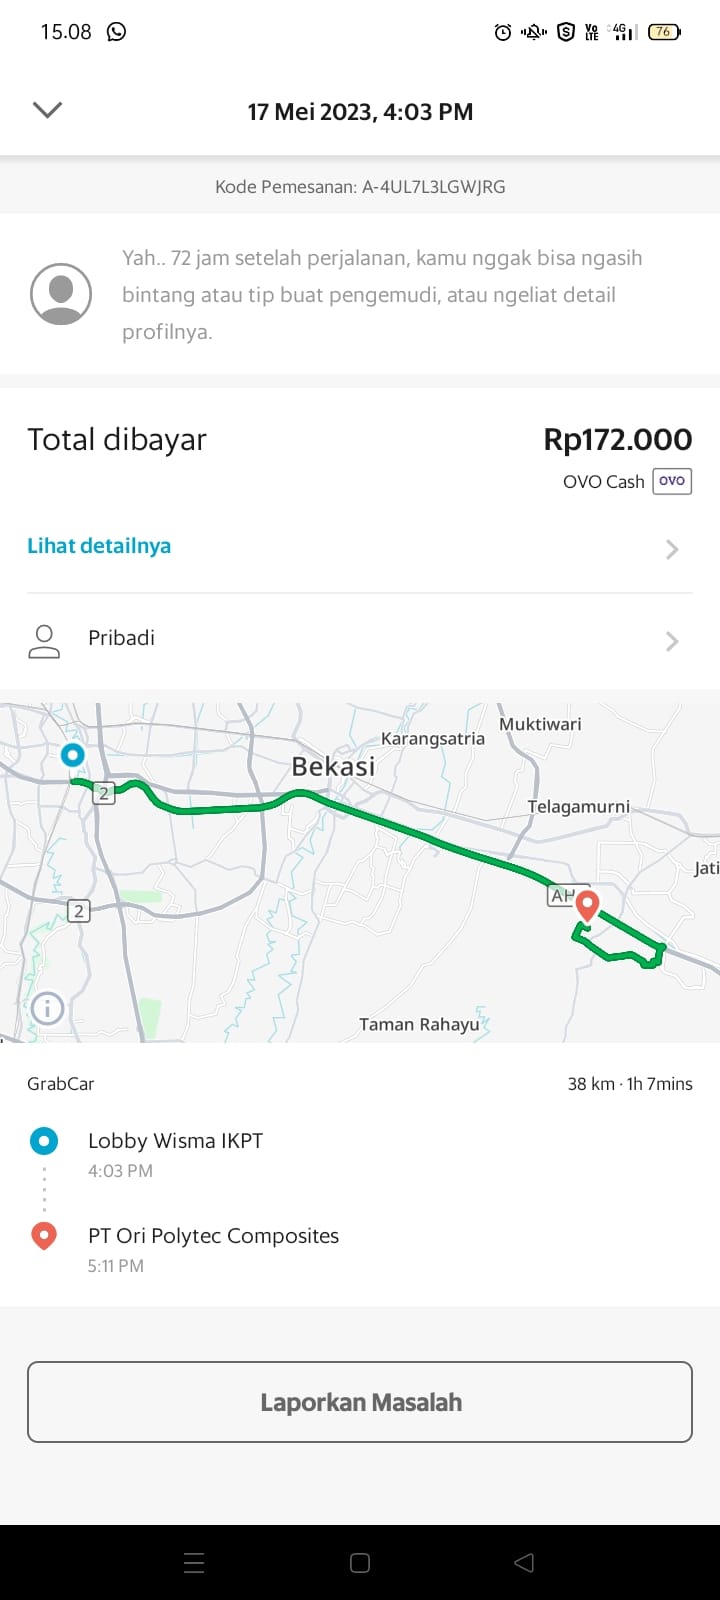 15.08
VoLTE 4G 76
17 Mei 2023, 4:03 PM
Kode Pemesanan: A-4UL7L3LGWJRG
Yah.. 72 jam setelah perjalanan, kamu nggak bisa ngasih
bintang atau tip buat pengemudi, atau ngeliat detail
profilnya.
Total dibayar Rp172.000
OVO Cash OVO
Lihat detailnya
Pribadi
Muktiwari
Karangsatria
Bekasi
2
Telagamurni
Jati
AH
2
Taman Rahayu
GrabCar 38 km · 1h 7mins
Lobby Wisma IKPT
4:03 PM
PT Ori Polytec Composites
5:11 PM
Laporkan Masalah